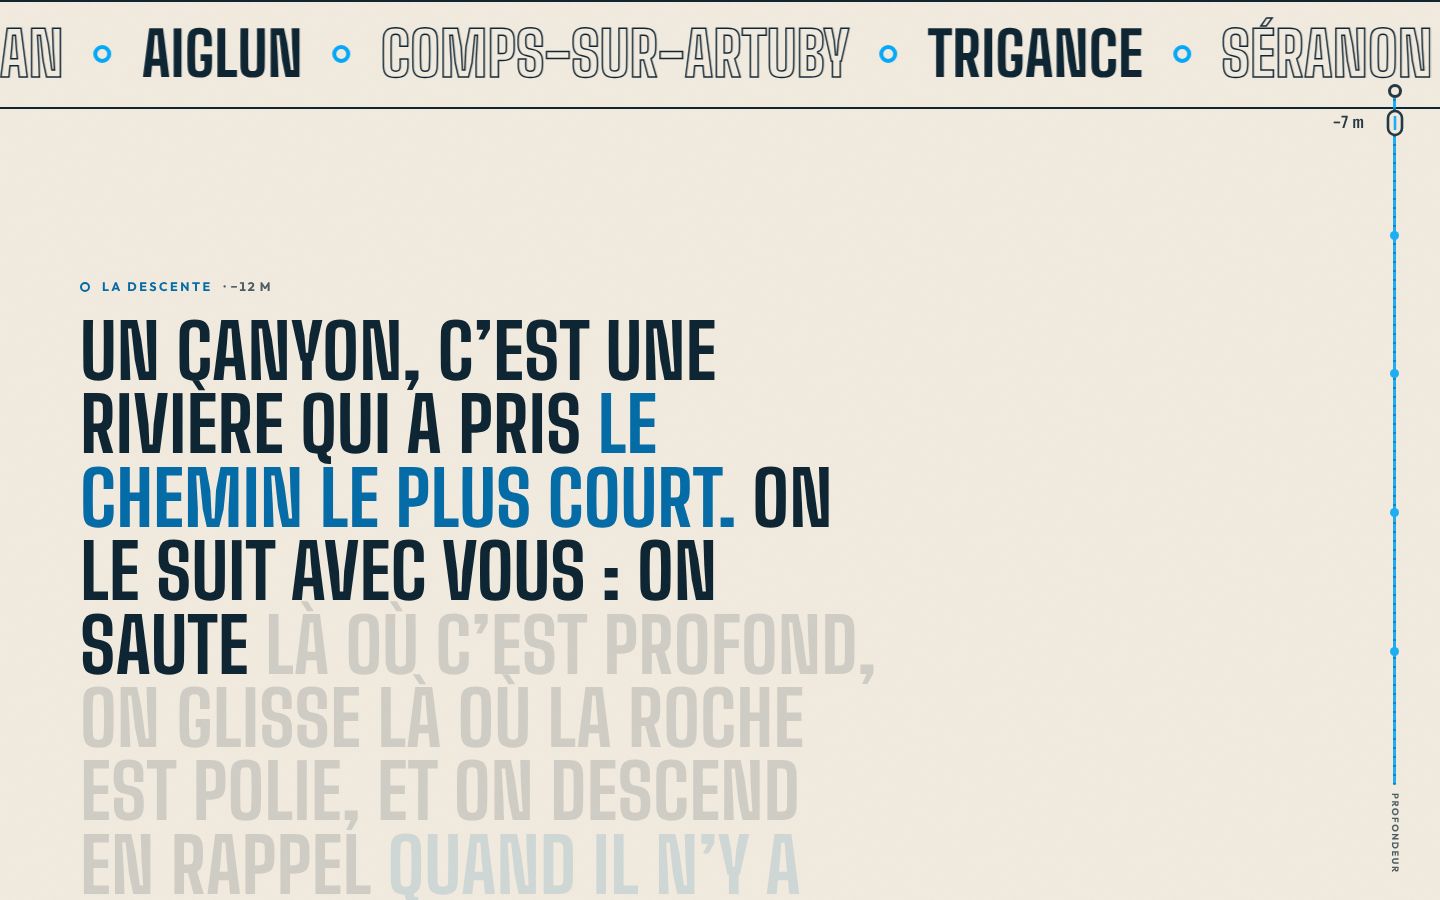 AN AIGLUN COMPS-SUR-ARTUBY TRIGANCE SÉRANON
−7 m
LA DESCENTE · −12 M
UN CANYON, C’EST UNE
RIVIÈRE QUI A PRIS LE
CHEMIN LE PLUS COURT. ON
LE SUIT AVEC VOUS : ON
SAUTE LÀ OÙ C’EST PROFOND,
ON GLISSE LÀ OÙ LA ROCHE
EST POLIE, ET ON DESCEND
EN RAPPEL QUAND IL N’Y A
PROFONDEUR